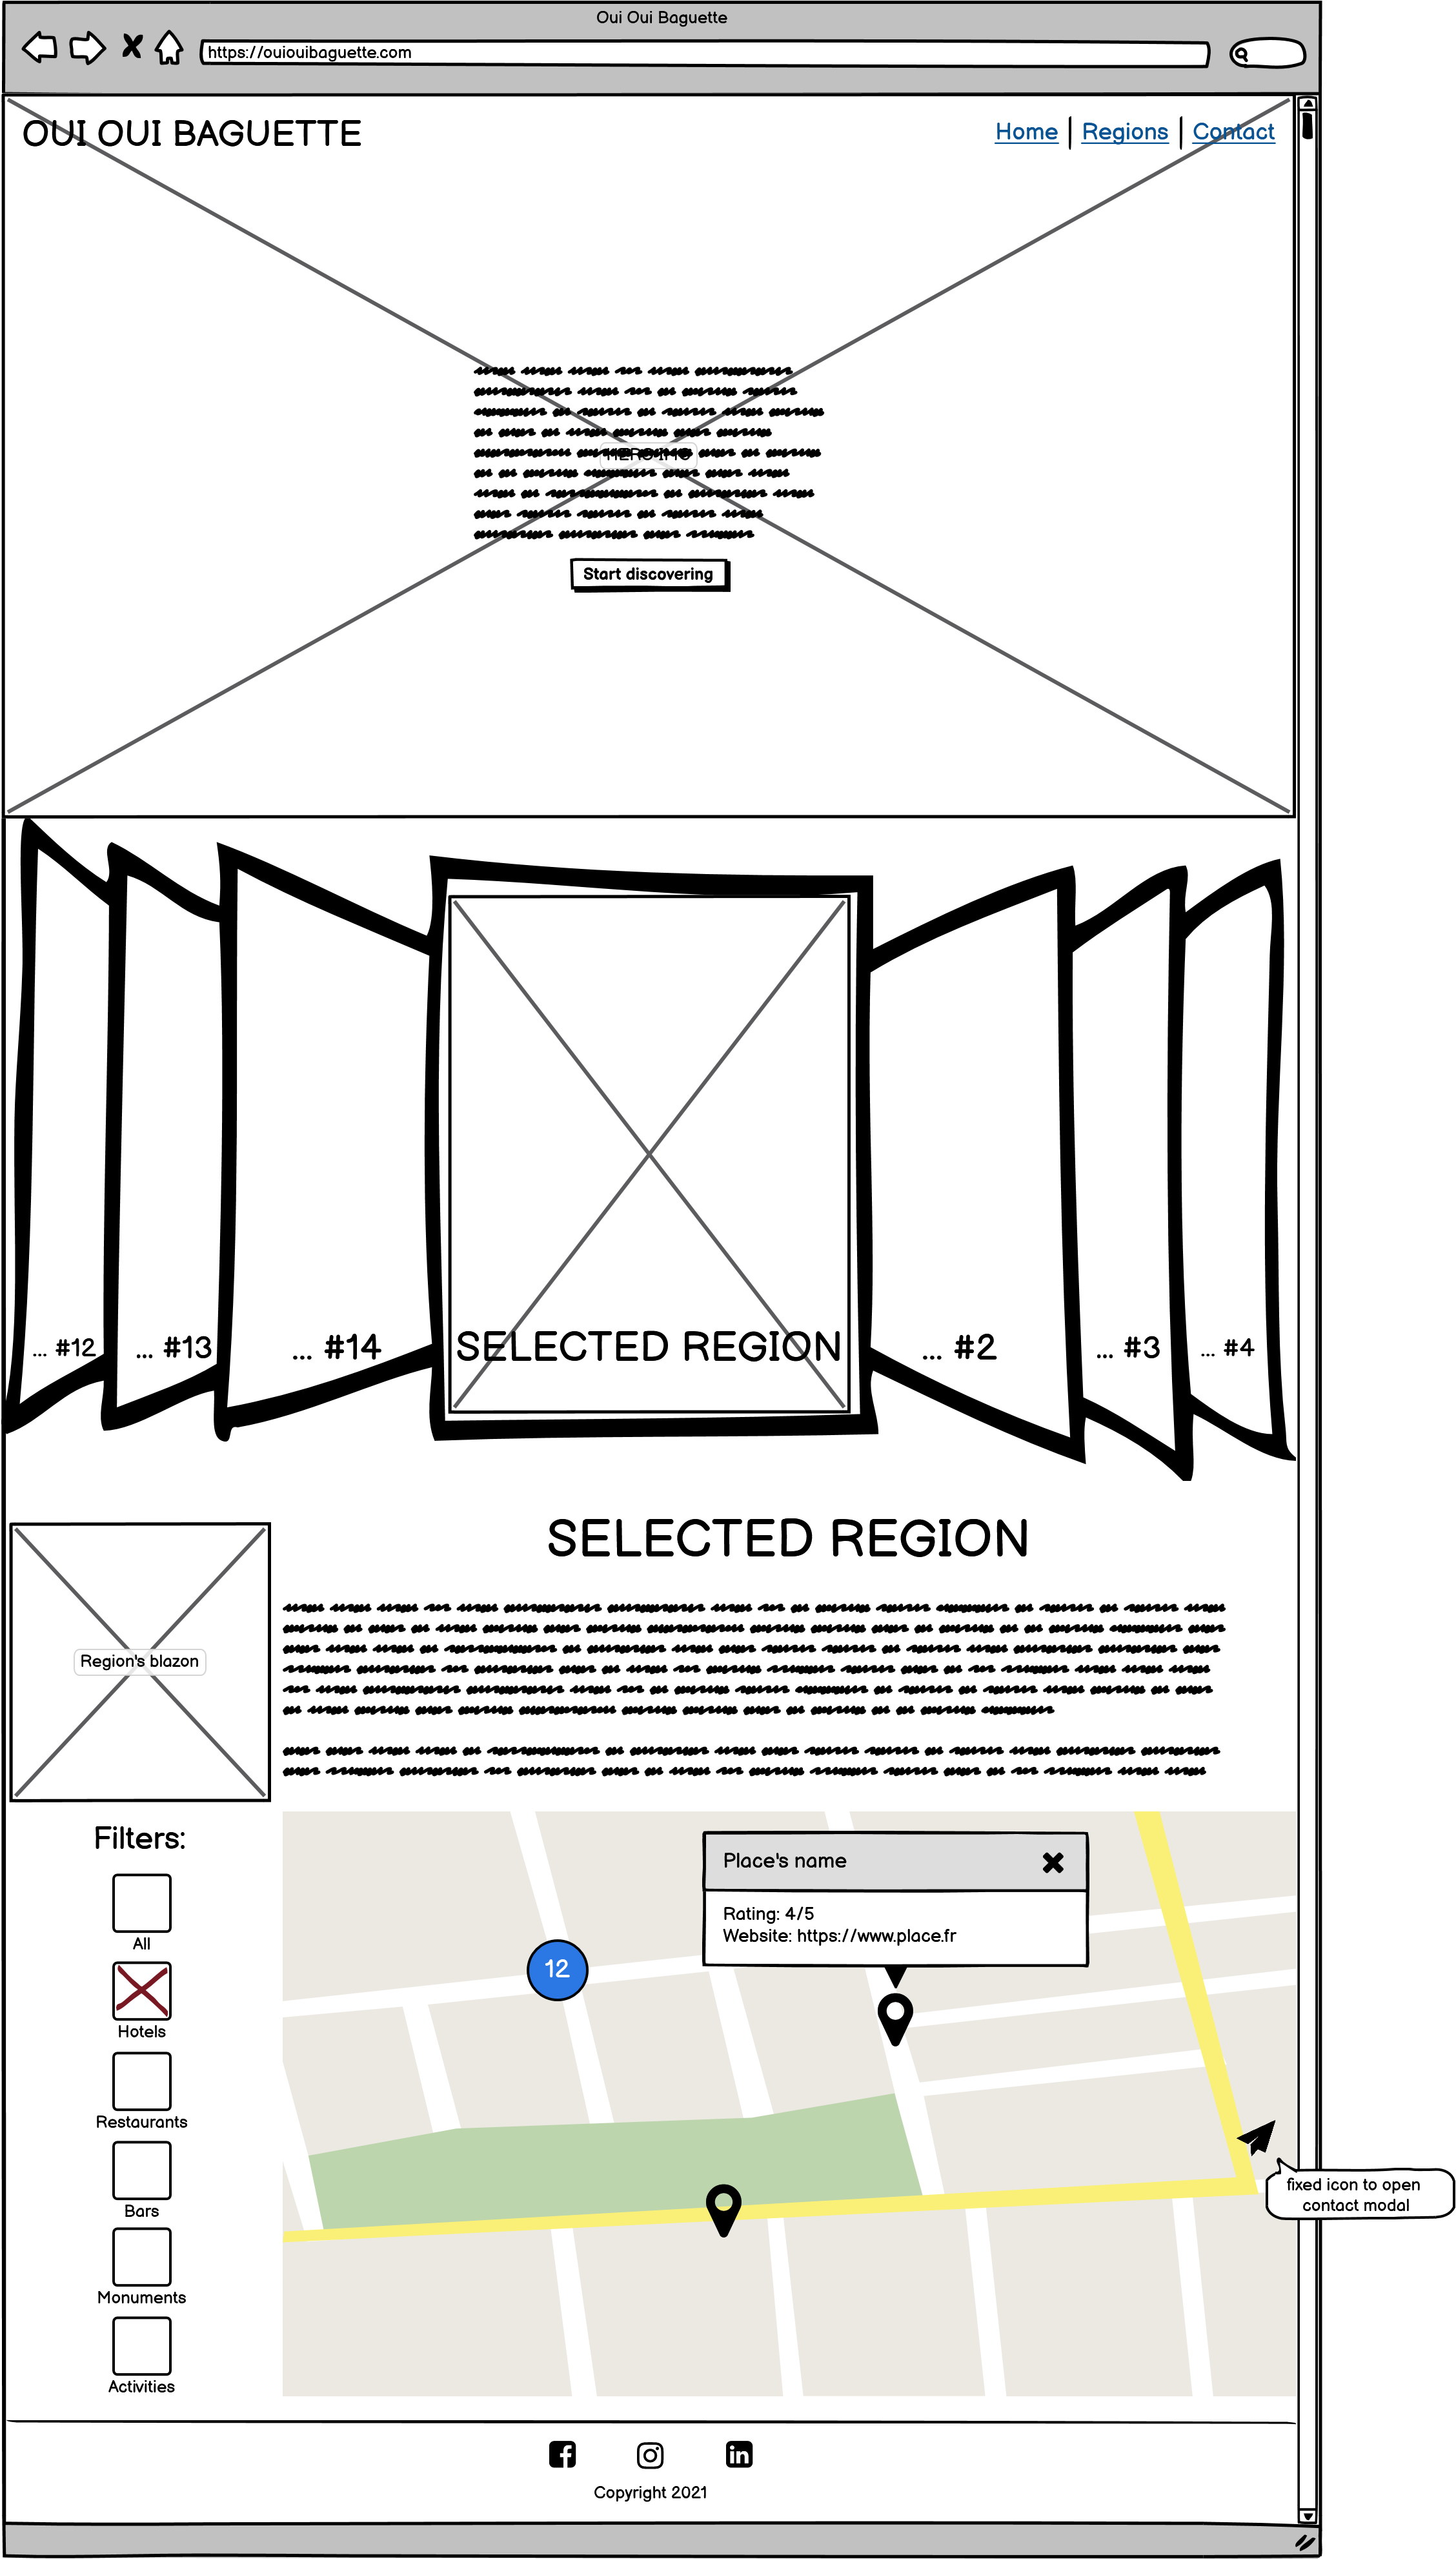 Oui Oui Baguette
https://ouiouibaguette.com
OUI OUI BAGUETTE
Home | Regions | Contact
HERO IMG
Start discovering
... #12
... #13
... #14
SELECTED REGION
... #2
... #3
... #4
SELECTED REGION
Region's blazon
Filters:
All
Hotels
Restaurants
Bars
Monuments
Activities
Place's name
Rating: 4/5
Website: https://www.place.fr
12
fixed icon to open
contact modal
Copyright 2021